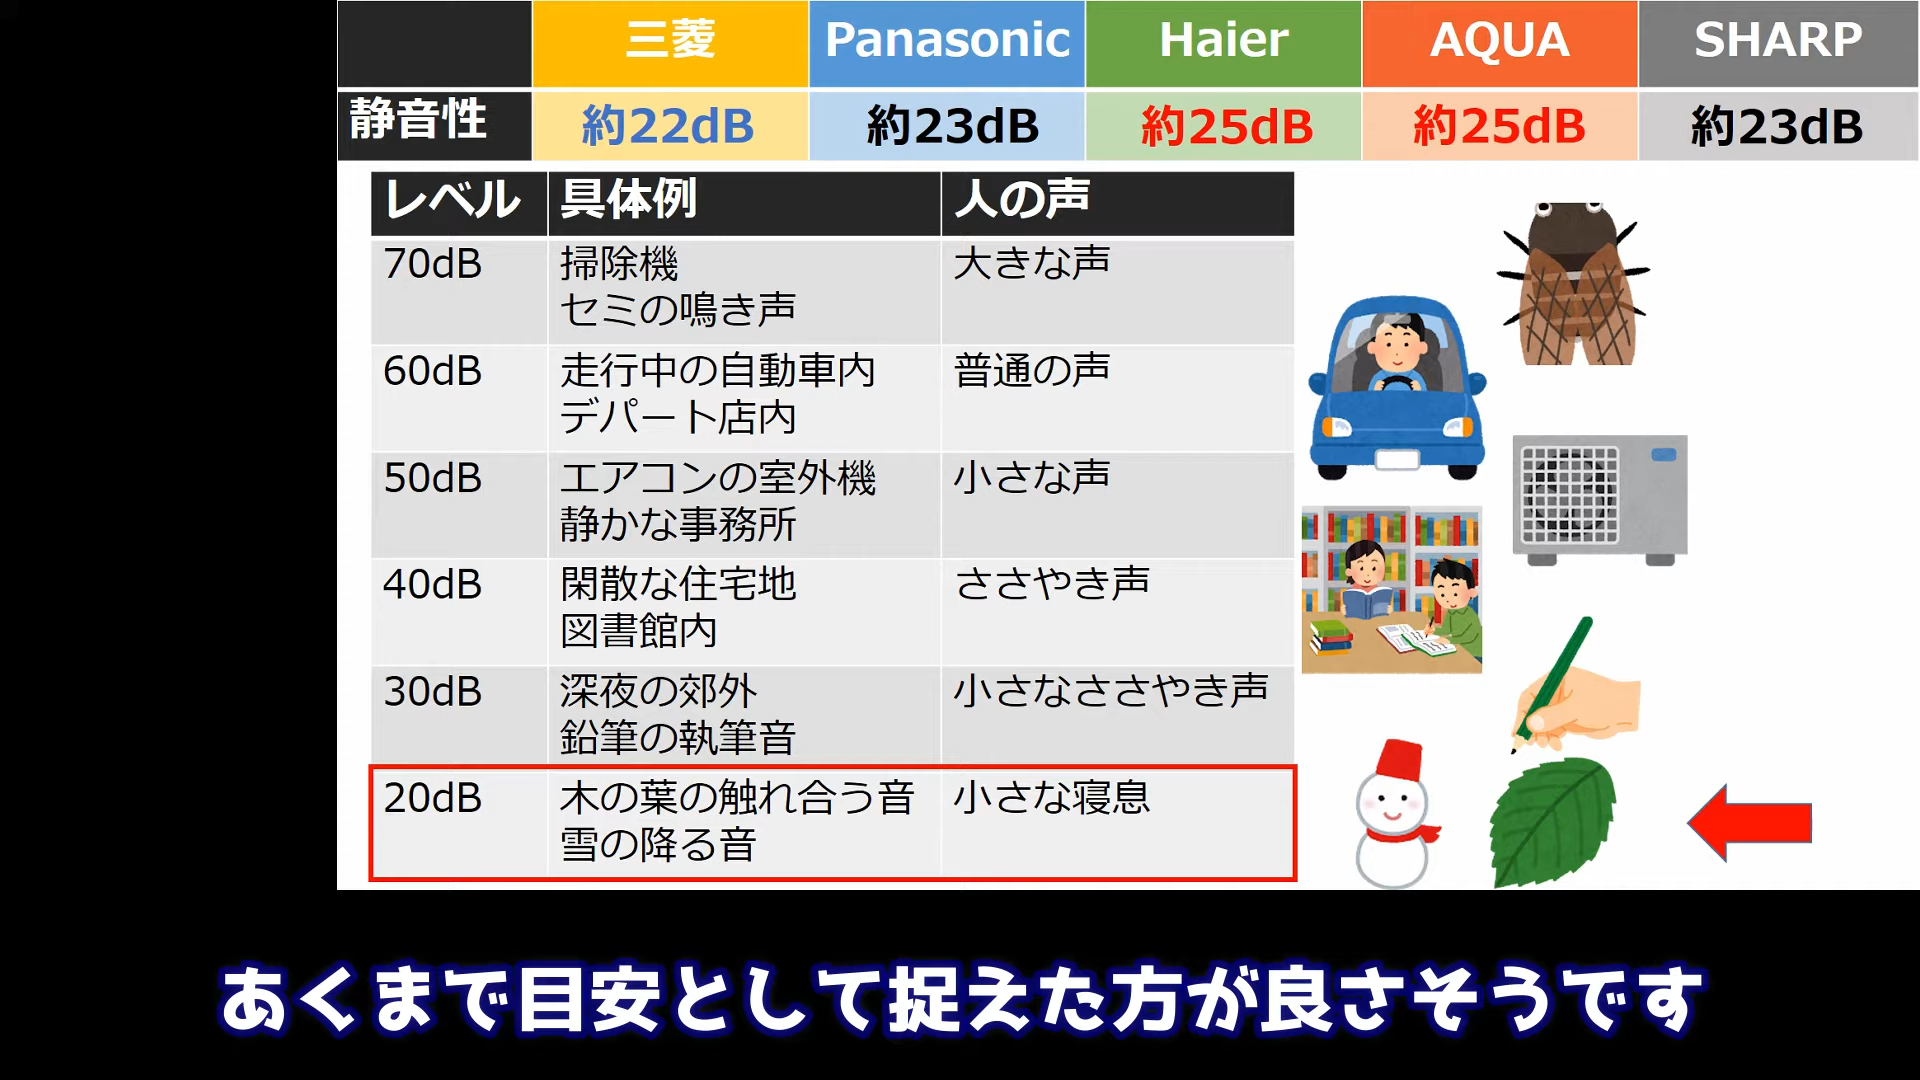 三菱 Panasonic Haier AQUA SHARP
静音性 約22dB 約23dB 約25dB 約25dB 約23dB
レベル 具体例 人の声
70dB 掃除機 大きな声
セミの鳴き声
60dB 走行中の自動車内 普通の声
デパート店内
50dB エアコンの室外機 小さな声
静かな事務所
40dB 閑散な住宅地 ささやき声
図書館内
30dB 深夜の郊外 小さなささやき声
鉛筆の執筆音
20dB 木の葉の触れ合う音 小さな寝息
雪の降る音
あくまで目安として捉えた方が良さそうです